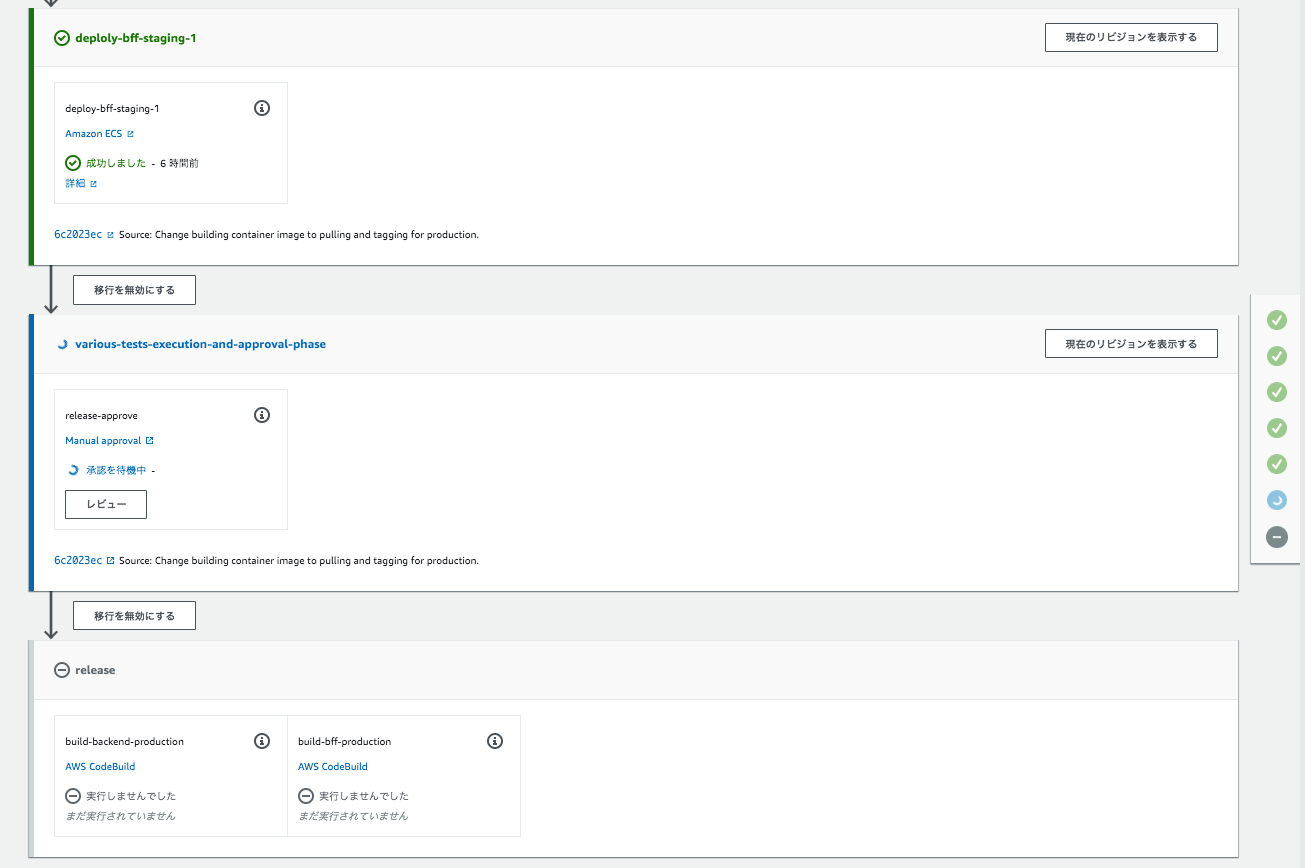 deploly-bff-staging-1
現在のリビジョンを表示する
deploy-bff-staging-1
Amazon ECS
成功しました - 6 時間前
詳細
6c2023ec Source: Change building container image to pulling and tagging for production.
移行を無効にする
various-tests-execution-and-approval-phase
現在のリビジョンを表示する
release-approve
Manual approval
承認を待機中 -
レビュー
6c2023ec Source: Change building container image to pulling and tagging for production.
移行を無効にする
release
build-backend-production
AWS CodeBuild
実行しませんでした
まだ実行されていません
build-bff-production
AWS CodeBuild
実行しませんでした
まだ実行されていません